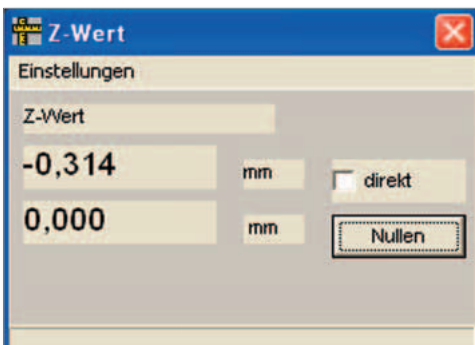 Z-Wert
Einstellungen
Z-Wert
-0,314 mm direkt
0,000 mm Nullen